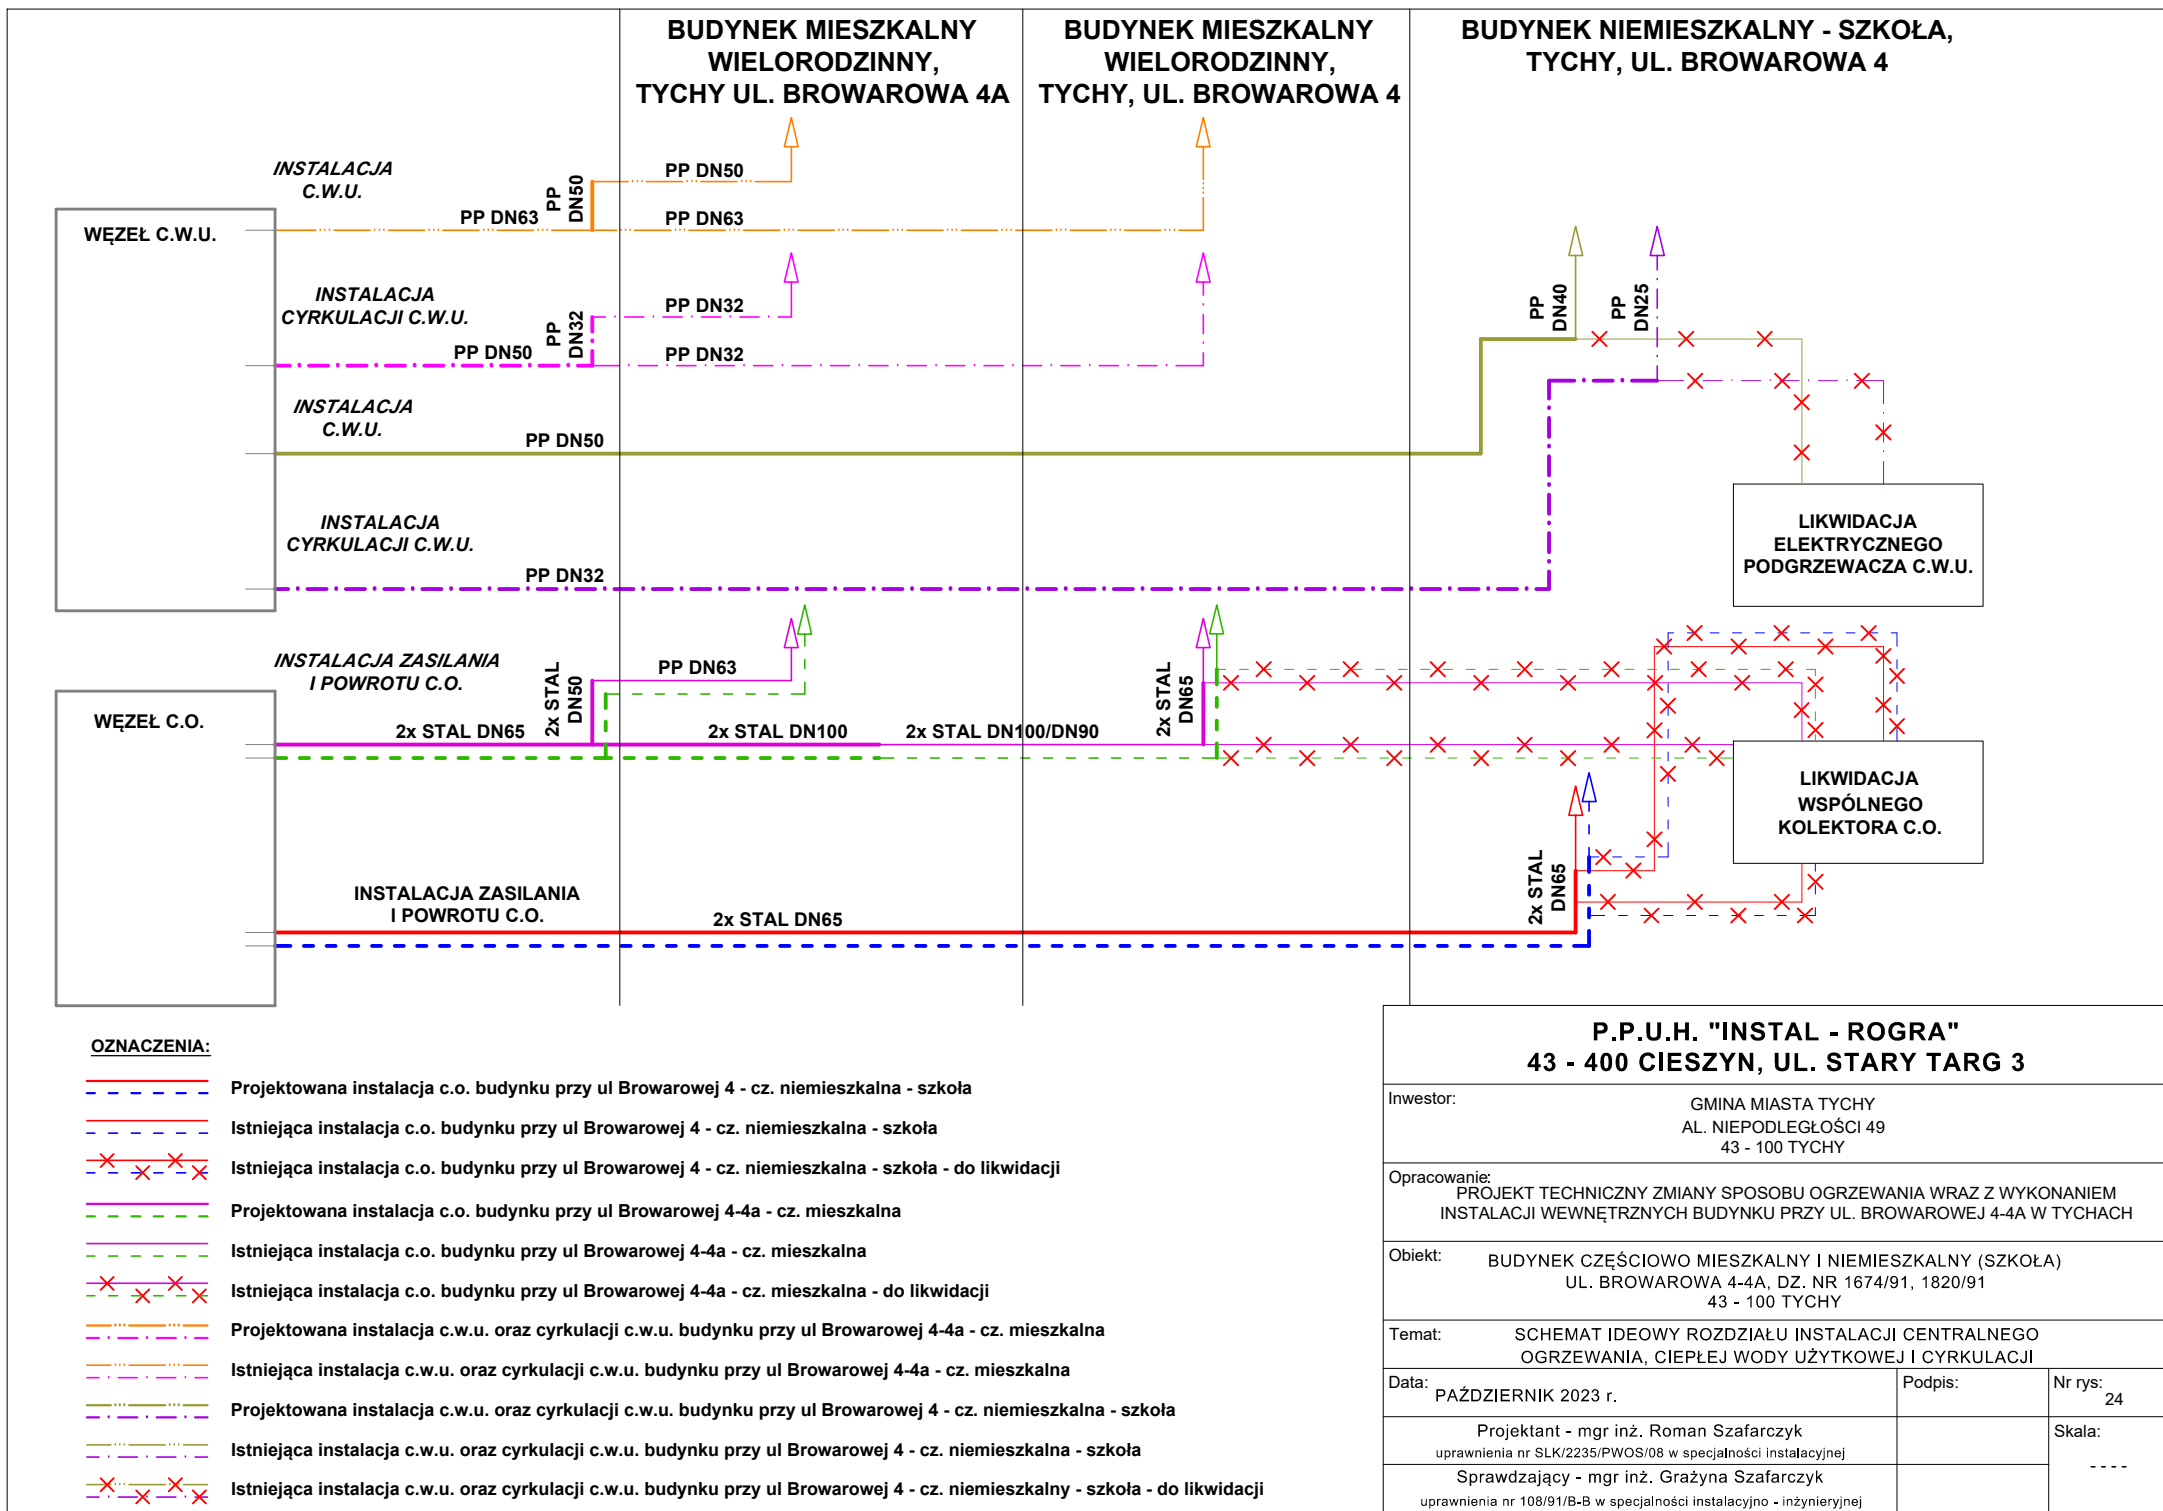 BUDYNEK MIESZKALNY
WIELORODZINNY,
TYCHY UL. BROWAROWA 4A
BUDYNEK MIESZKALNY
WIELORODZINNY,
TYCHY, UL. BROWAROWA 4
BUDYNEK NIEMIESZKALNY - SZKOŁA,
TYCHY, UL. BROWAROWA 4
WĘZEŁ C.W.U.
INSTALACJA
C.W.U.
PP DN63
PP
DN50
PP DN50
PP DN63
INSTALACJA
CYRKULACJI C.W.U.
PP DN50
PP
DN32
PP DN32
PP DN32
INSTALACJA
C.W.U.
PP DN50
PP
DN40
PP
DN25
INSTALACJA
CYRKULACJI C.W.U.
PP DN32
LIKWIDACJA
ELEKTRYCZNEGO
PODGRZEWACZA C.W.U.
WĘZEŁ C.O.
INSTALACJA ZASILANIA
I POWROTU C.O.
2x STAL DN65
2x STAL
DN50
PP DN63
2x STAL DN100
2x STAL DN100/DN90
2x STAL
DN65
LIKWIDACJA
WSPÓLNEGO
KOLEKTORA C.O.
INSTALACJA ZASILANIA
I POWROTU C.O.
2x STAL DN65
2x STAL
DN65
OZNACZENIA:
Projektowana instalacja c.o. budynku przy ul Browarowej 4 - cz. niemieszkalna - szkoła
Istniejąca instalacja c.o. budynku przy ul Browarowej 4 - cz. niemieszkalna - szkoła
Istniejąca instalacja c.o. budynku przy ul Browarowej 4 - cz. niemieszkalna - szkoła - do likwidacji
Projektowana instalacja c.o. budynku przy ul Browarowej 4-4a - cz. mieszkalna
Istniejąca instalacja c.o. budynku przy ul Browarowej 4-4a - cz. mieszkalna
Istniejąca instalacja c.o. budynku przy ul Browarowej 4-4a - cz. mieszkalna - do likwidacji
Projektowana instalacja c.w.u. oraz cyrkulacji c.w.u. budynku przy ul Browarowej 4-4a - cz. mieszkalna
Istniejąca instalacja c.w.u. oraz cyrkulacji c.w.u. budynku przy ul Browarowej 4-4a - cz. mieszkalna
Projektowana instalacja c.w.u. oraz cyrkulacji c.w.u. budynku przy ul Browarowej 4 - cz. niemieszkalna - szkoła
Istniejąca instalacja c.w.u. oraz cyrkulacji c.w.u. budynku przy ul Browarowej 4 - cz. niemieszkalna - szkoła
Istniejąca instalacja c.w.u. oraz cyrkulacji c.w.u. budynku przy ul Browarowej 4 - cz. niemieszkalny - szkoła - do likwidacji
P.P.U.H. "INSTAL - ROGRA"
43 - 400 CIESZYN, UL. STARY TARG 3
Inwestor:
GMINA MIASTA TYCHY
AL. NIEPODLEGŁOŚCI 49
43 - 100 TYCHY
Opracowanie:
PROJEKT TECHNICZNY ZMIANY SPOSOBU OGRZEWANIA WRAZ Z WYKONANIEM
INSTALACJI WEWNĘTRZNYCH BUDYNKU PRZY UL. BROWAROWEJ 4-4A W TYCHACH
Obiekt:
BUDYNEK CZĘŚCIOWO MIESZKALNY I NIEMIESZKALNY (SZKOŁA)
UL. BROWAROWA 4-4A, DZ. NR 1674/91, 1820/91
43 - 100 TYCHY
Temat:
SCHEMAT IDEOWY ROZDZIAŁU INSTALACJI CENTRALNEGO
OGRZEWANIA, CIEPŁEJ WODY UŻYTKOWEJ I CYRKULACJI
Data:
PAŹDZIERNIK 2023 r.
Podpis:
Nr rys:
24
Projektant - mgr inż. Roman Szafarczyk
uprawnienia nr SLK/2235/PWOS/08 w specjalności instalacyjnej
Skala:
- - - -
Sprawdzający - mgr inż. Grażyna Szafarczyk
uprawnienia nr 108/91/B-B w specjalności instalacyjno - inżynieryjnej